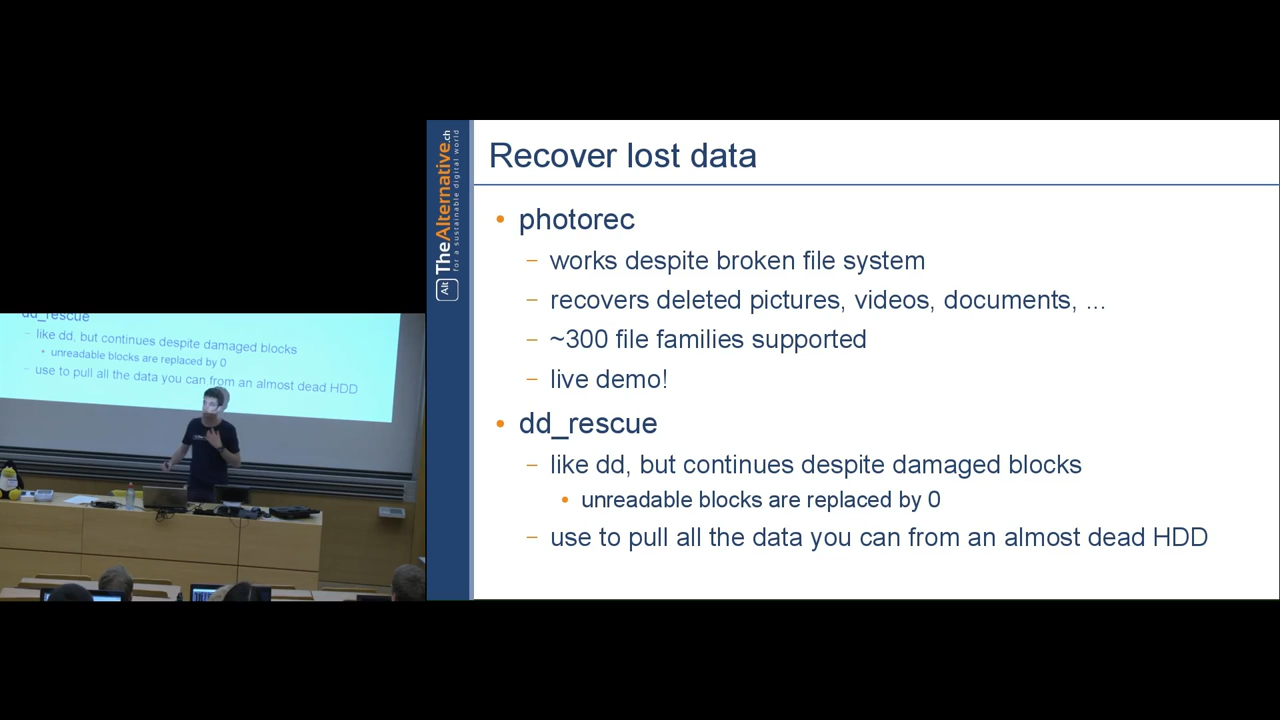 Recover lost data
• photorec
– works despite broken file system
– recovers deleted pictures, videos, documents, ...
– ~300 file families supported
– live demo!
• dd_rescue
– like dd, but continues despite damaged blocks
• unreadable blocks are replaced by 0
– use to pull all the data you can from an almost dead HDD
Alt TheAlternative.ch
for a sustainable digital world
dd_rescue
– like dd, but continues despite damaged blocks
• unreadable blocks are replaced by 0
– use to pull all the data you can from an almost dead HDD